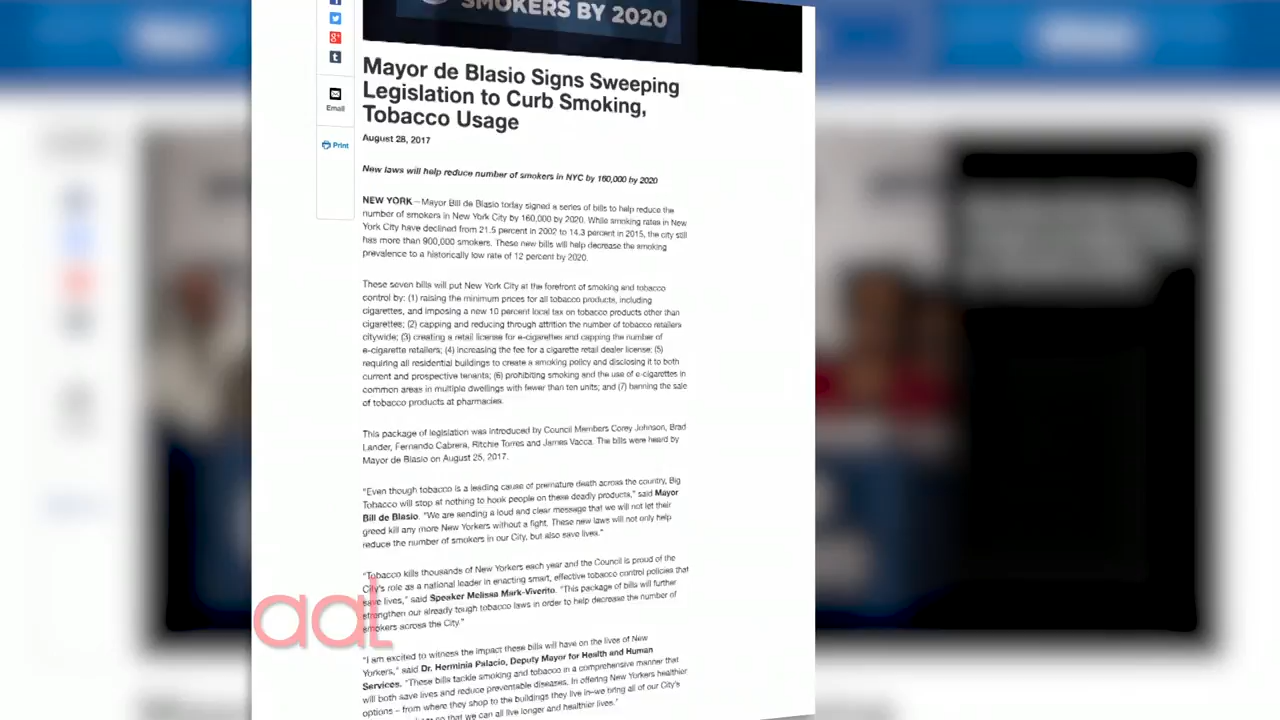 SMOKERS BY 2020
Mayor de Blasio Signs Sweeping
Legislation to Curb Smoking,
Tobacco Usage
August 28, 2017
Email
Print
New laws will help reduce number of smokers in NYC by 160,000 by 2020
NEW YORK – Mayor Bill de Blasio today signed a series of bills to help reduce the
number of smokers in New York City by 160,000 by 2020. While smoking rates in New
York City have declined from 21.5 percent in 2002 to 14.3 percent in 2015, the city still
has more than 900,000 smokers. These new bills will help decrease the smoking
prevalence to a historically low rate of 12 percent by 2020.
These seven bills will put New York City at the forefront of smoking and tobacco
control by: (1) raising the minimum prices for all tobacco products, including
cigarettes, and imposing a new 10 percent local tax on tobacco products other than
cigarettes; (2) capping and reducing through attrition the number of tobacco retailers
citywide; (3) creating a retail license for e-cigarettes and capping the number of
e-cigarette retailers; (4) increasing the fee for a cigarette retail dealer license; (5)
requiring all residential buildings to create a smoking policy and disclosing it to both
current and prospective tenants; (6) prohibiting smoking and the use of e-cigarettes in
common areas in multiple dwellings with fewer than ten units; and (7) banning the sale
of tobacco products at pharmacies.
This package of legislation was introduced by Council Members Corey Johnson, Brad
Lander, Fernando Cabrera, Ritchie Torres and James Vacca. The bills were heard by
Mayor de Blasio on August 25, 2017.
"Even though tobacco is a leading cause of premature death across the country, Big
Tobacco will stop at nothing to hook people on these deadly products," said Mayor
Bill de Blasio. "We are sending a loud and clear message that we will not let their
greed kill any more New Yorkers without a fight. These new laws will not only help
reduce the number of smokers in our City, but also save lives."
"Tobacco kills thousands of New Yorkers each year and the Council is proud of the
City's role as a national leader in enacting smart, effective tobacco control policies that
save lives," said Speaker Melissa Mark-Viverito. "This package of bills will further
strengthen our already tough tobacco laws in order to help decrease the number of
smokers across the City."
"I am excited to witness the impact these bills will have on the lives of New
Yorkers," said Dr. Herminia Palacio, Deputy Mayor for Health and Human
Services. "These bills tackle smoking and tobacco in a comprehensive manner that
will both save lives and reduce preventable diseases. In offering New Yorkers healthier
options – from where they shop to the buildings they live in–we bring all of our City's
so that we can all live longer and healthier lives."